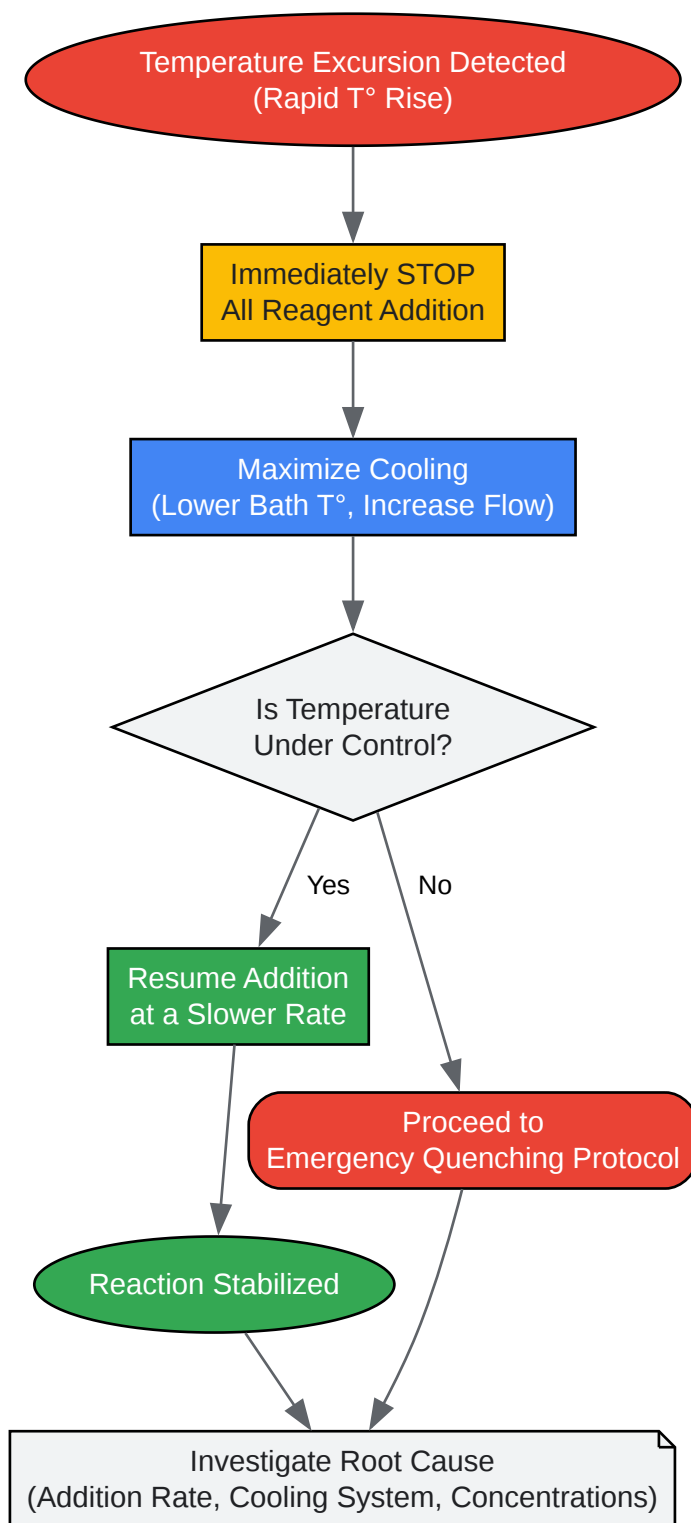 Temperature Excursion Detected
(Rapid T° Rise)
Immediately STOP
All Reagent Addition
Maximize Cooling
(Lower Bath T°, Increase Flow)
Is Temperature
Under Control?
Yes
No
Resume Addition
at a Slower Rate
Proceed to
Emergency Quenching Protocol
Reaction Stabilized
Investigate Root Cause
(Addition Rate, Cooling System, Concentrations)